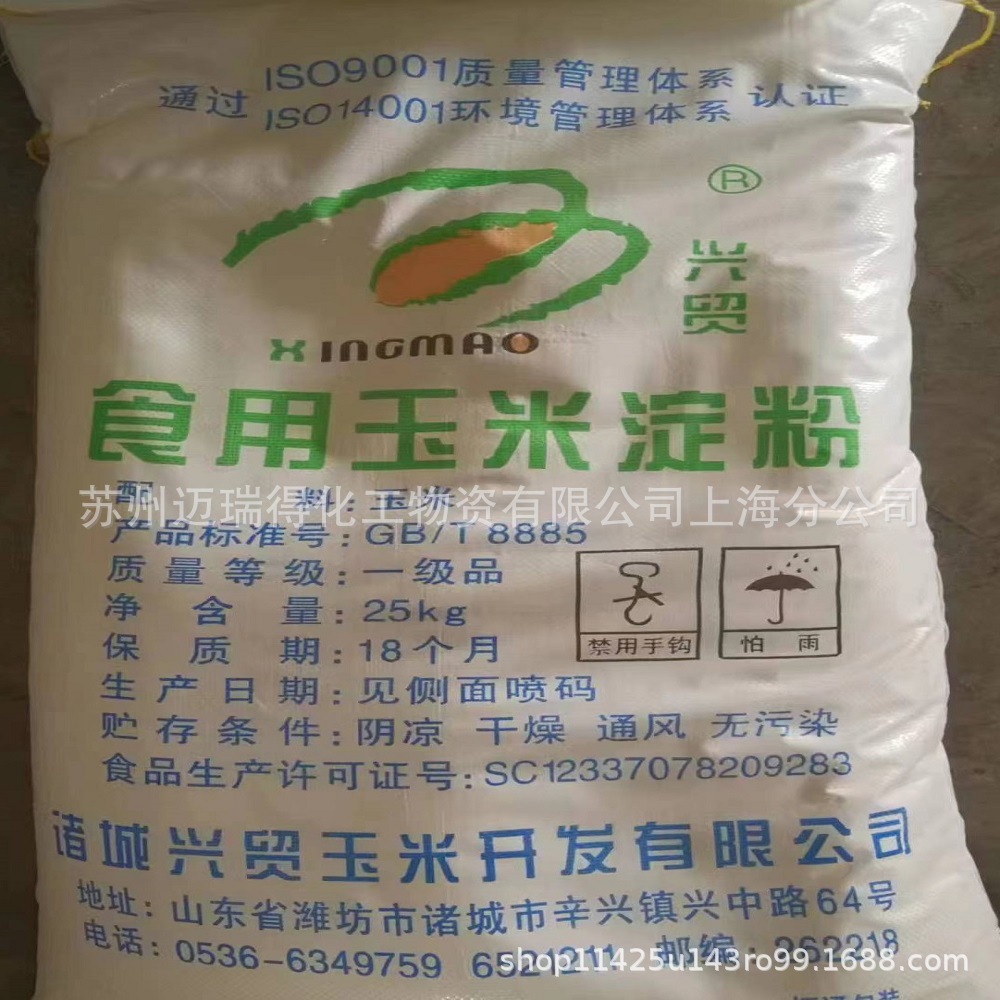 通过 ISO9001质量管理体系 认证
ISO14001环境管理体系
®
兴贸
XINGMAO
食用玉米淀粉
配料:玉米
苏州迈瑞得化工物资有限公司上海分公司
产品标准号:GB/T8885
质量等级:一级品
净含量:25kg
保质期:18个月
生产日期:见侧面喷码
贮存条件:阴凉 干燥 通风 无污染
食品生产许可证号:SC12337078209283
禁用手钩
怕雨
诸城兴贸玉米开发有限公司
地址:山东省潍坊市诸城市辛兴镇兴中路64号
电话:0536-6349759 邮编:262218
shop11425u143ro99.1688.com